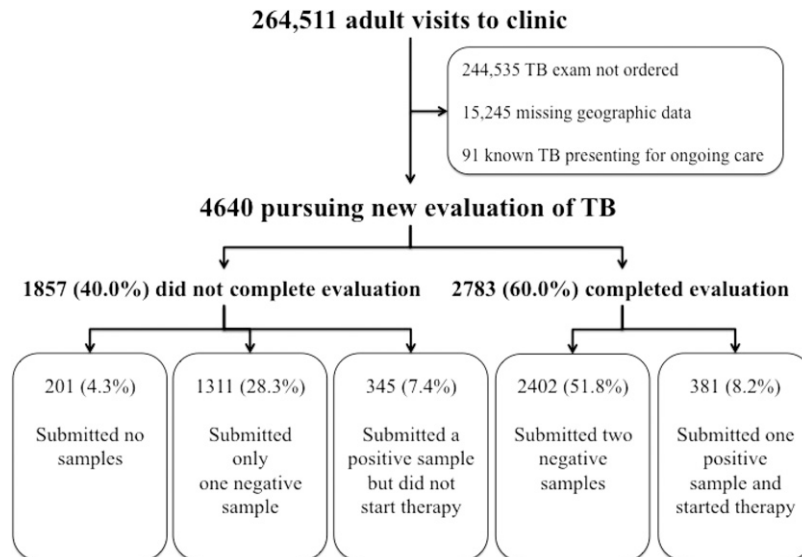 264,511 adult visits to clinic
244,535 TB exam not ordered
15,245 missing geographic data
91 known TB presenting for ongoing care
4640 pursuing new evaluation of TB
1857 (40.0%) did not complete evaluation
2783 (60.0%) completed evaluation
201 (4.3%)
Submitted no
samples
1311 (28.3%)
Submitted
only
one negative
sample
345 (7.4%)
Submitted a
positive sample
but did not
start therapy
2402 (51.8%)
Submitted two
negative
samples
381 (8.2%)
Submitted one
positive
sample and
started therapy